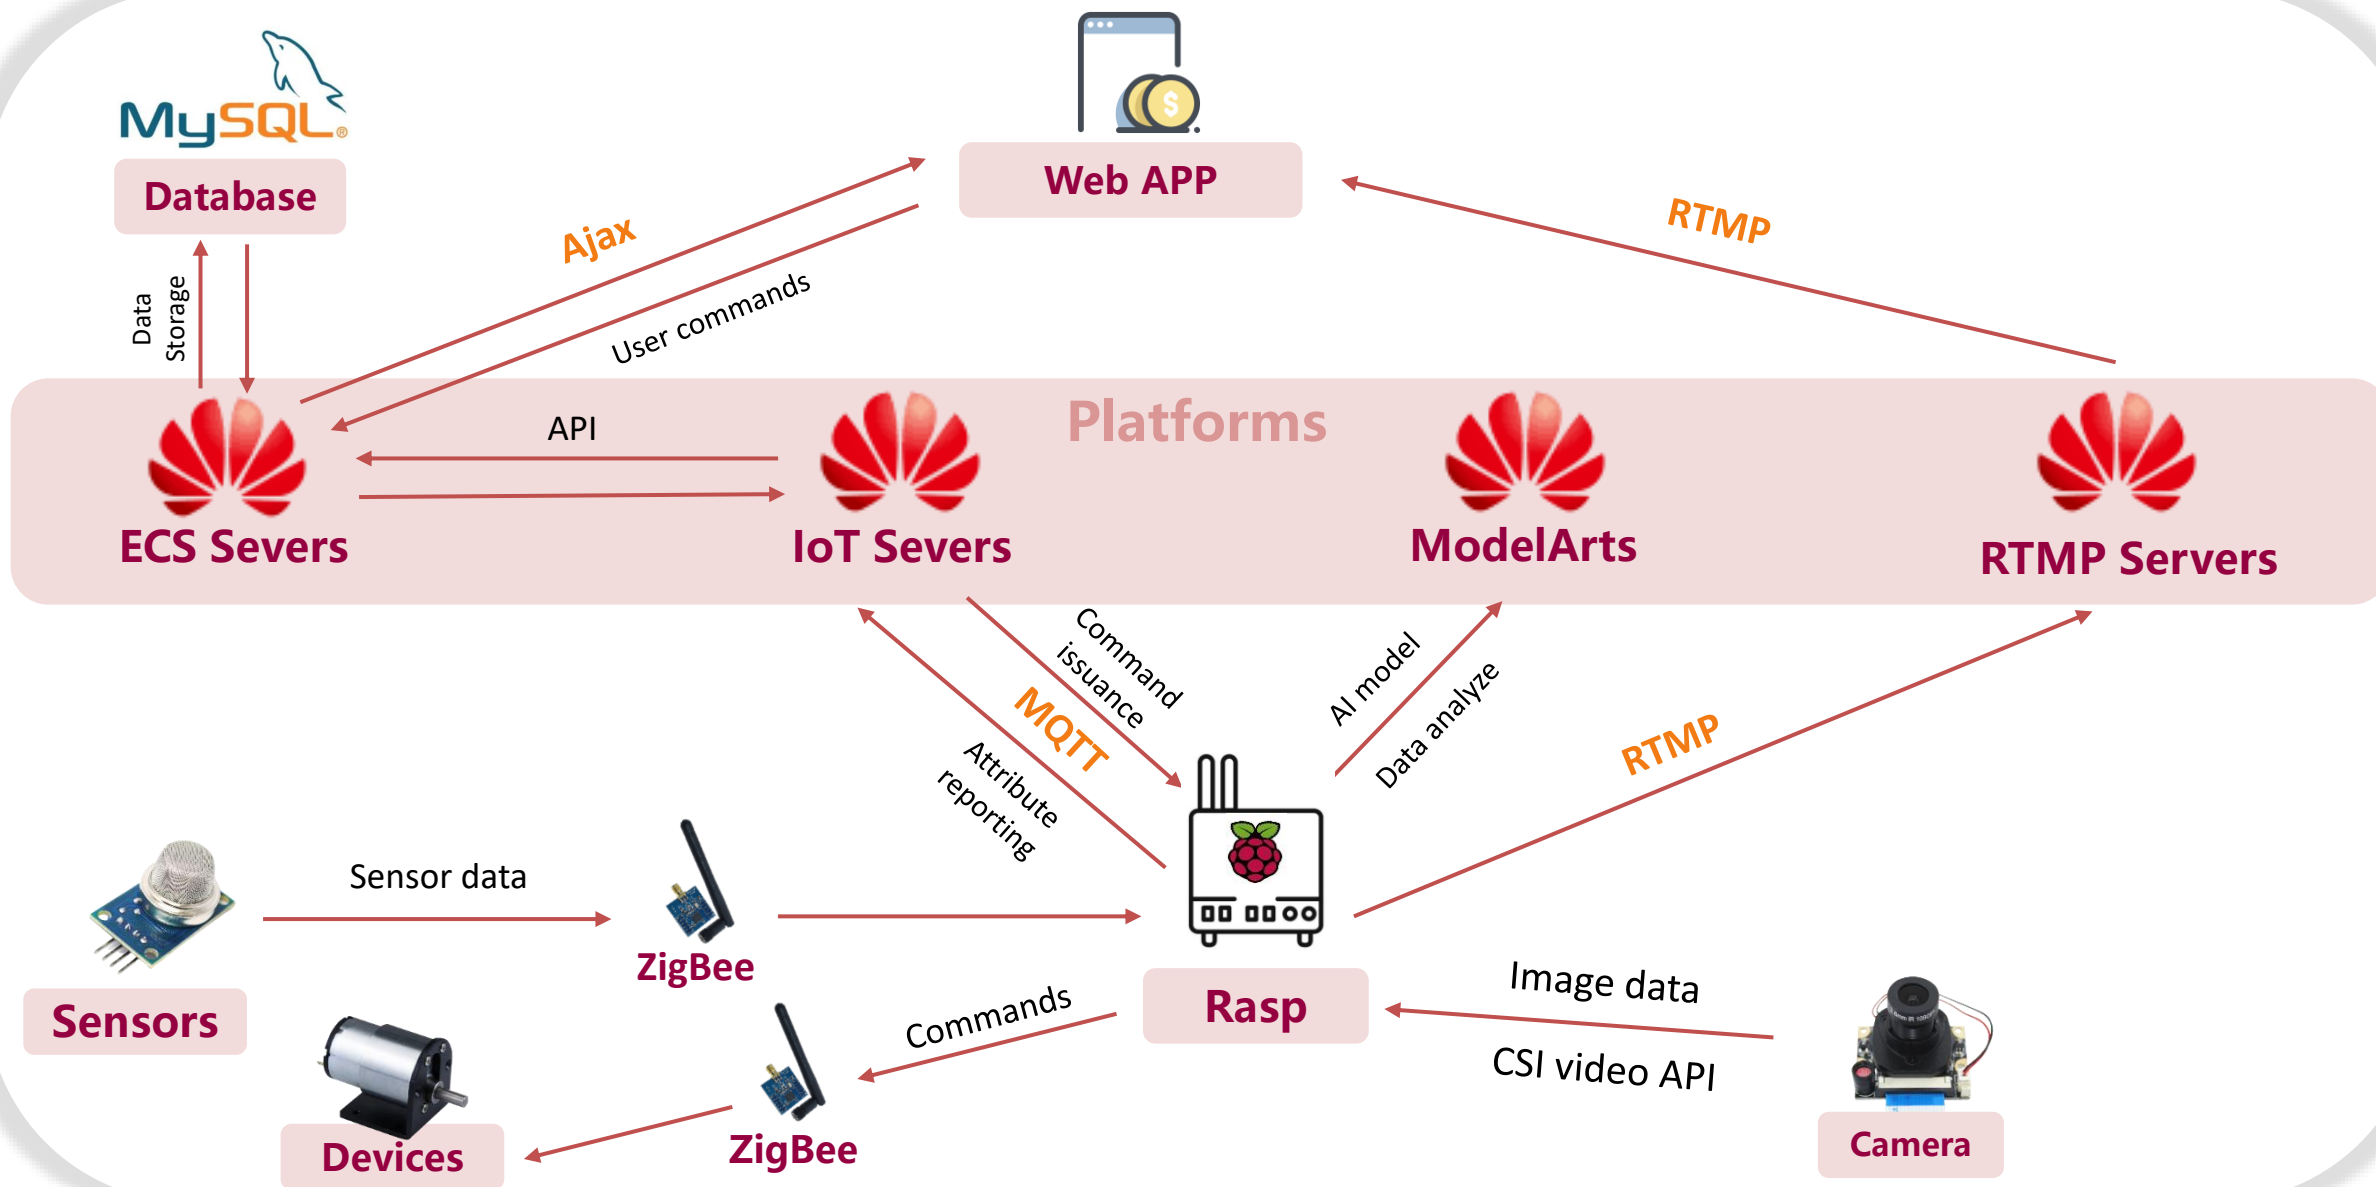 MySQL®
$
Database
Web APP
Ajax
RTMP
User commands
Data
Storage
Platforms
API
ECS Severs
IoT Severs
ModelArts
RTMP Servers
Command
issuance
MQTT
Attribute
reporting
AI model
Data analyze
RTMP
Sensor data
ZigBee
Sensors
Rasp
Image data
CSI video API
Commands
ZigBee
Devices
Camera